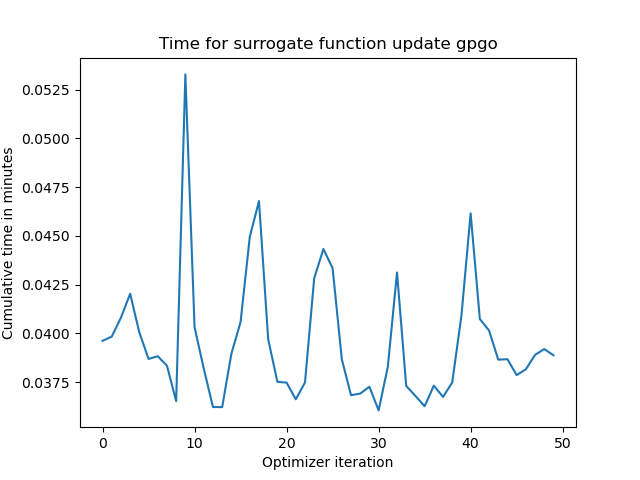 Time for surrogate function update gpgo
Cumulative time in minutes
0.0525
0.0500
0.0475
0.0450
0.0425
0.0400
0.0375
0 10 20 30 40 50
Optimizer iteration